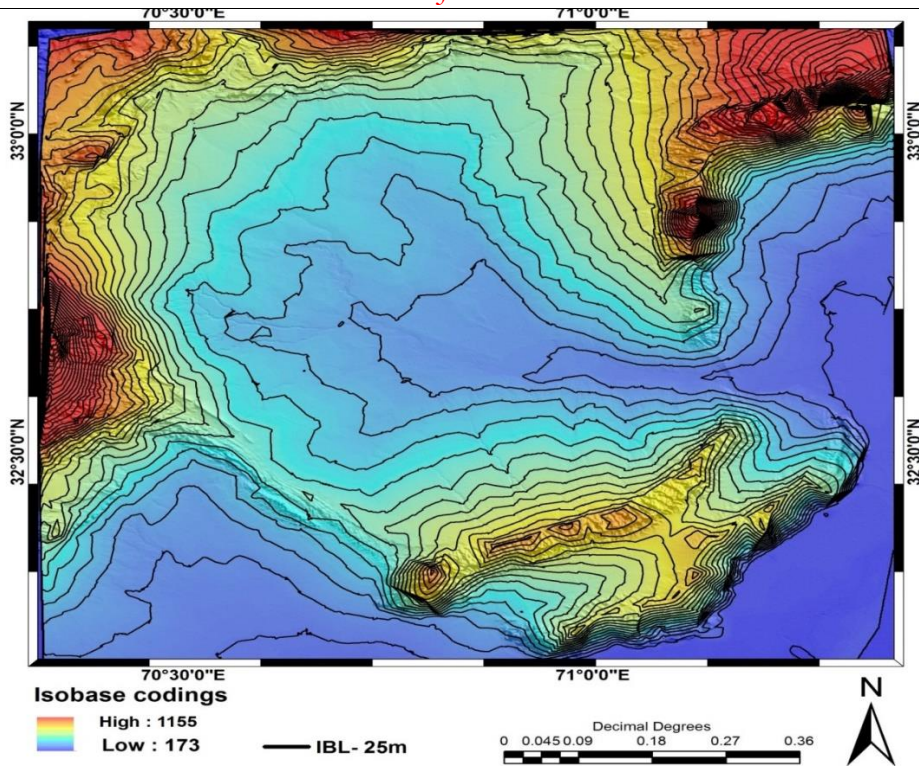 70°30'0"E 71°0'0"E
33°0'0"N 33°0'0"N
32°30'0"N 32°30'0"N
70°30'0"E 71°0'0"E
Isobase codings
High : 1155
Low : 173
IBL- 25m
Decimal Degrees
0 0.045 0.09 0.18 0.27 0.36
N